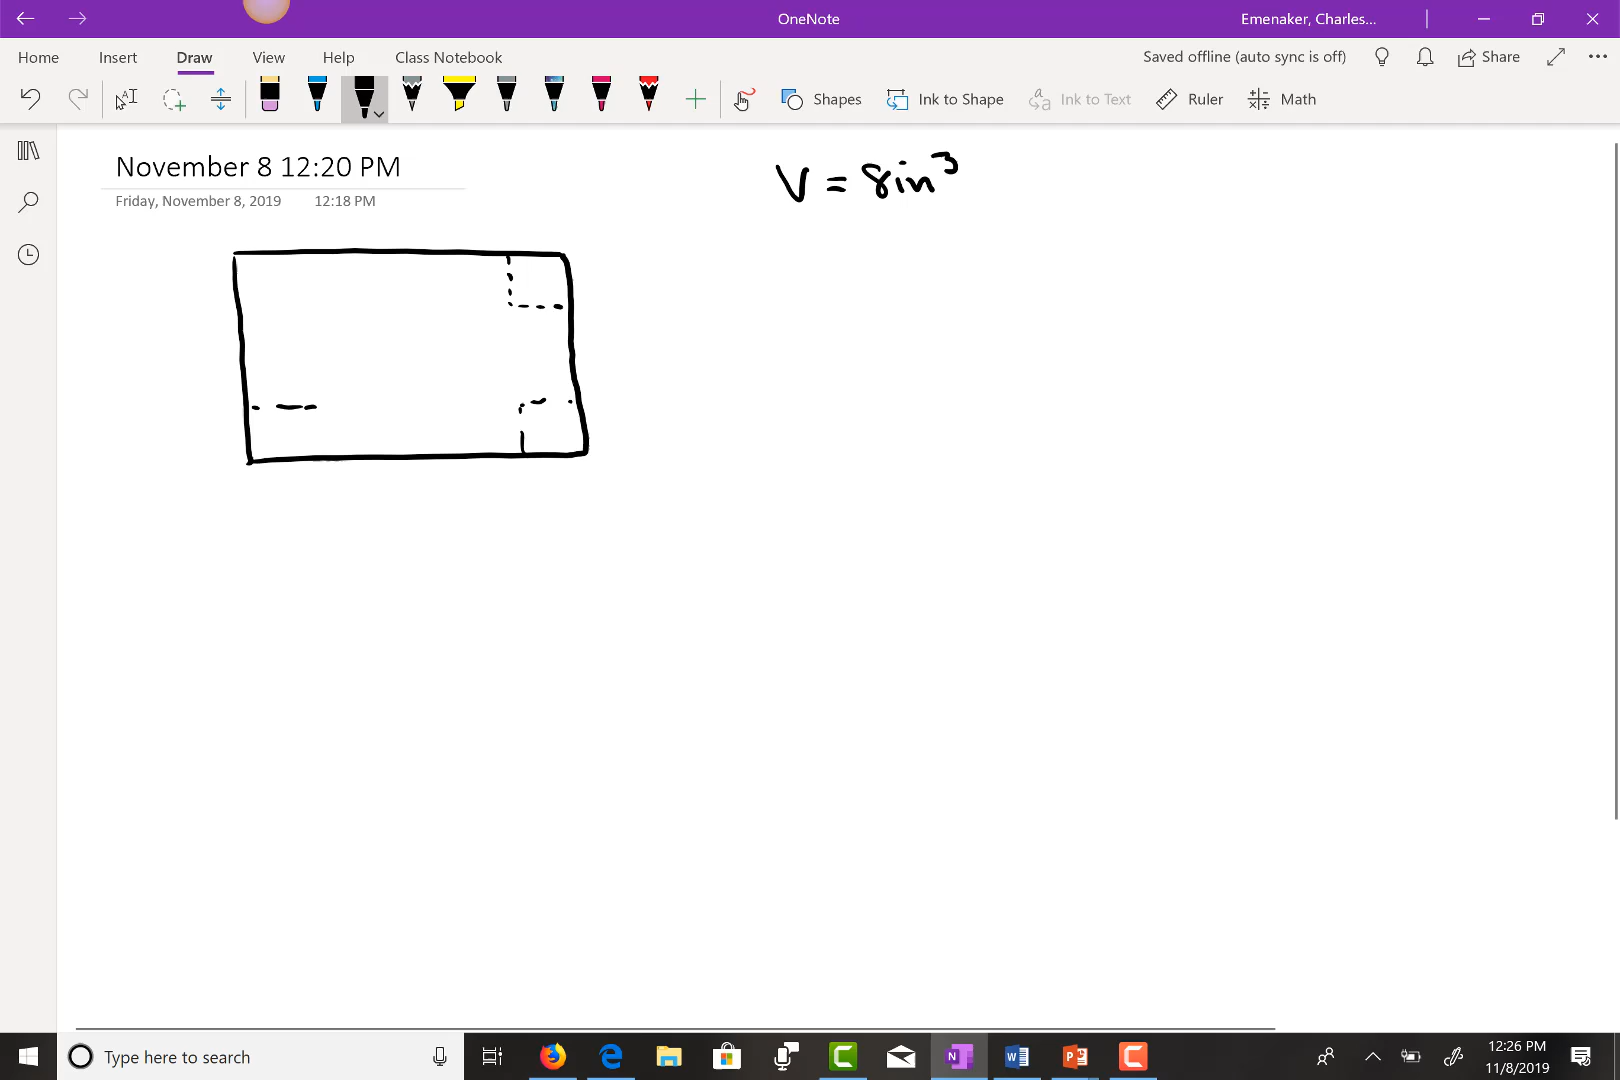 OneNote
Emenaker, Charles...
Home Insert Draw View Help Class Notebook
Saved offline (auto sync is off) Share
Shapes Ink to Shape Ink to Text Ruler Math
November 8 12:20 PM
Friday, November 8, 2019 12:18 PM
V = 8in³
Type here to search
12:26 PM
11/8/2019